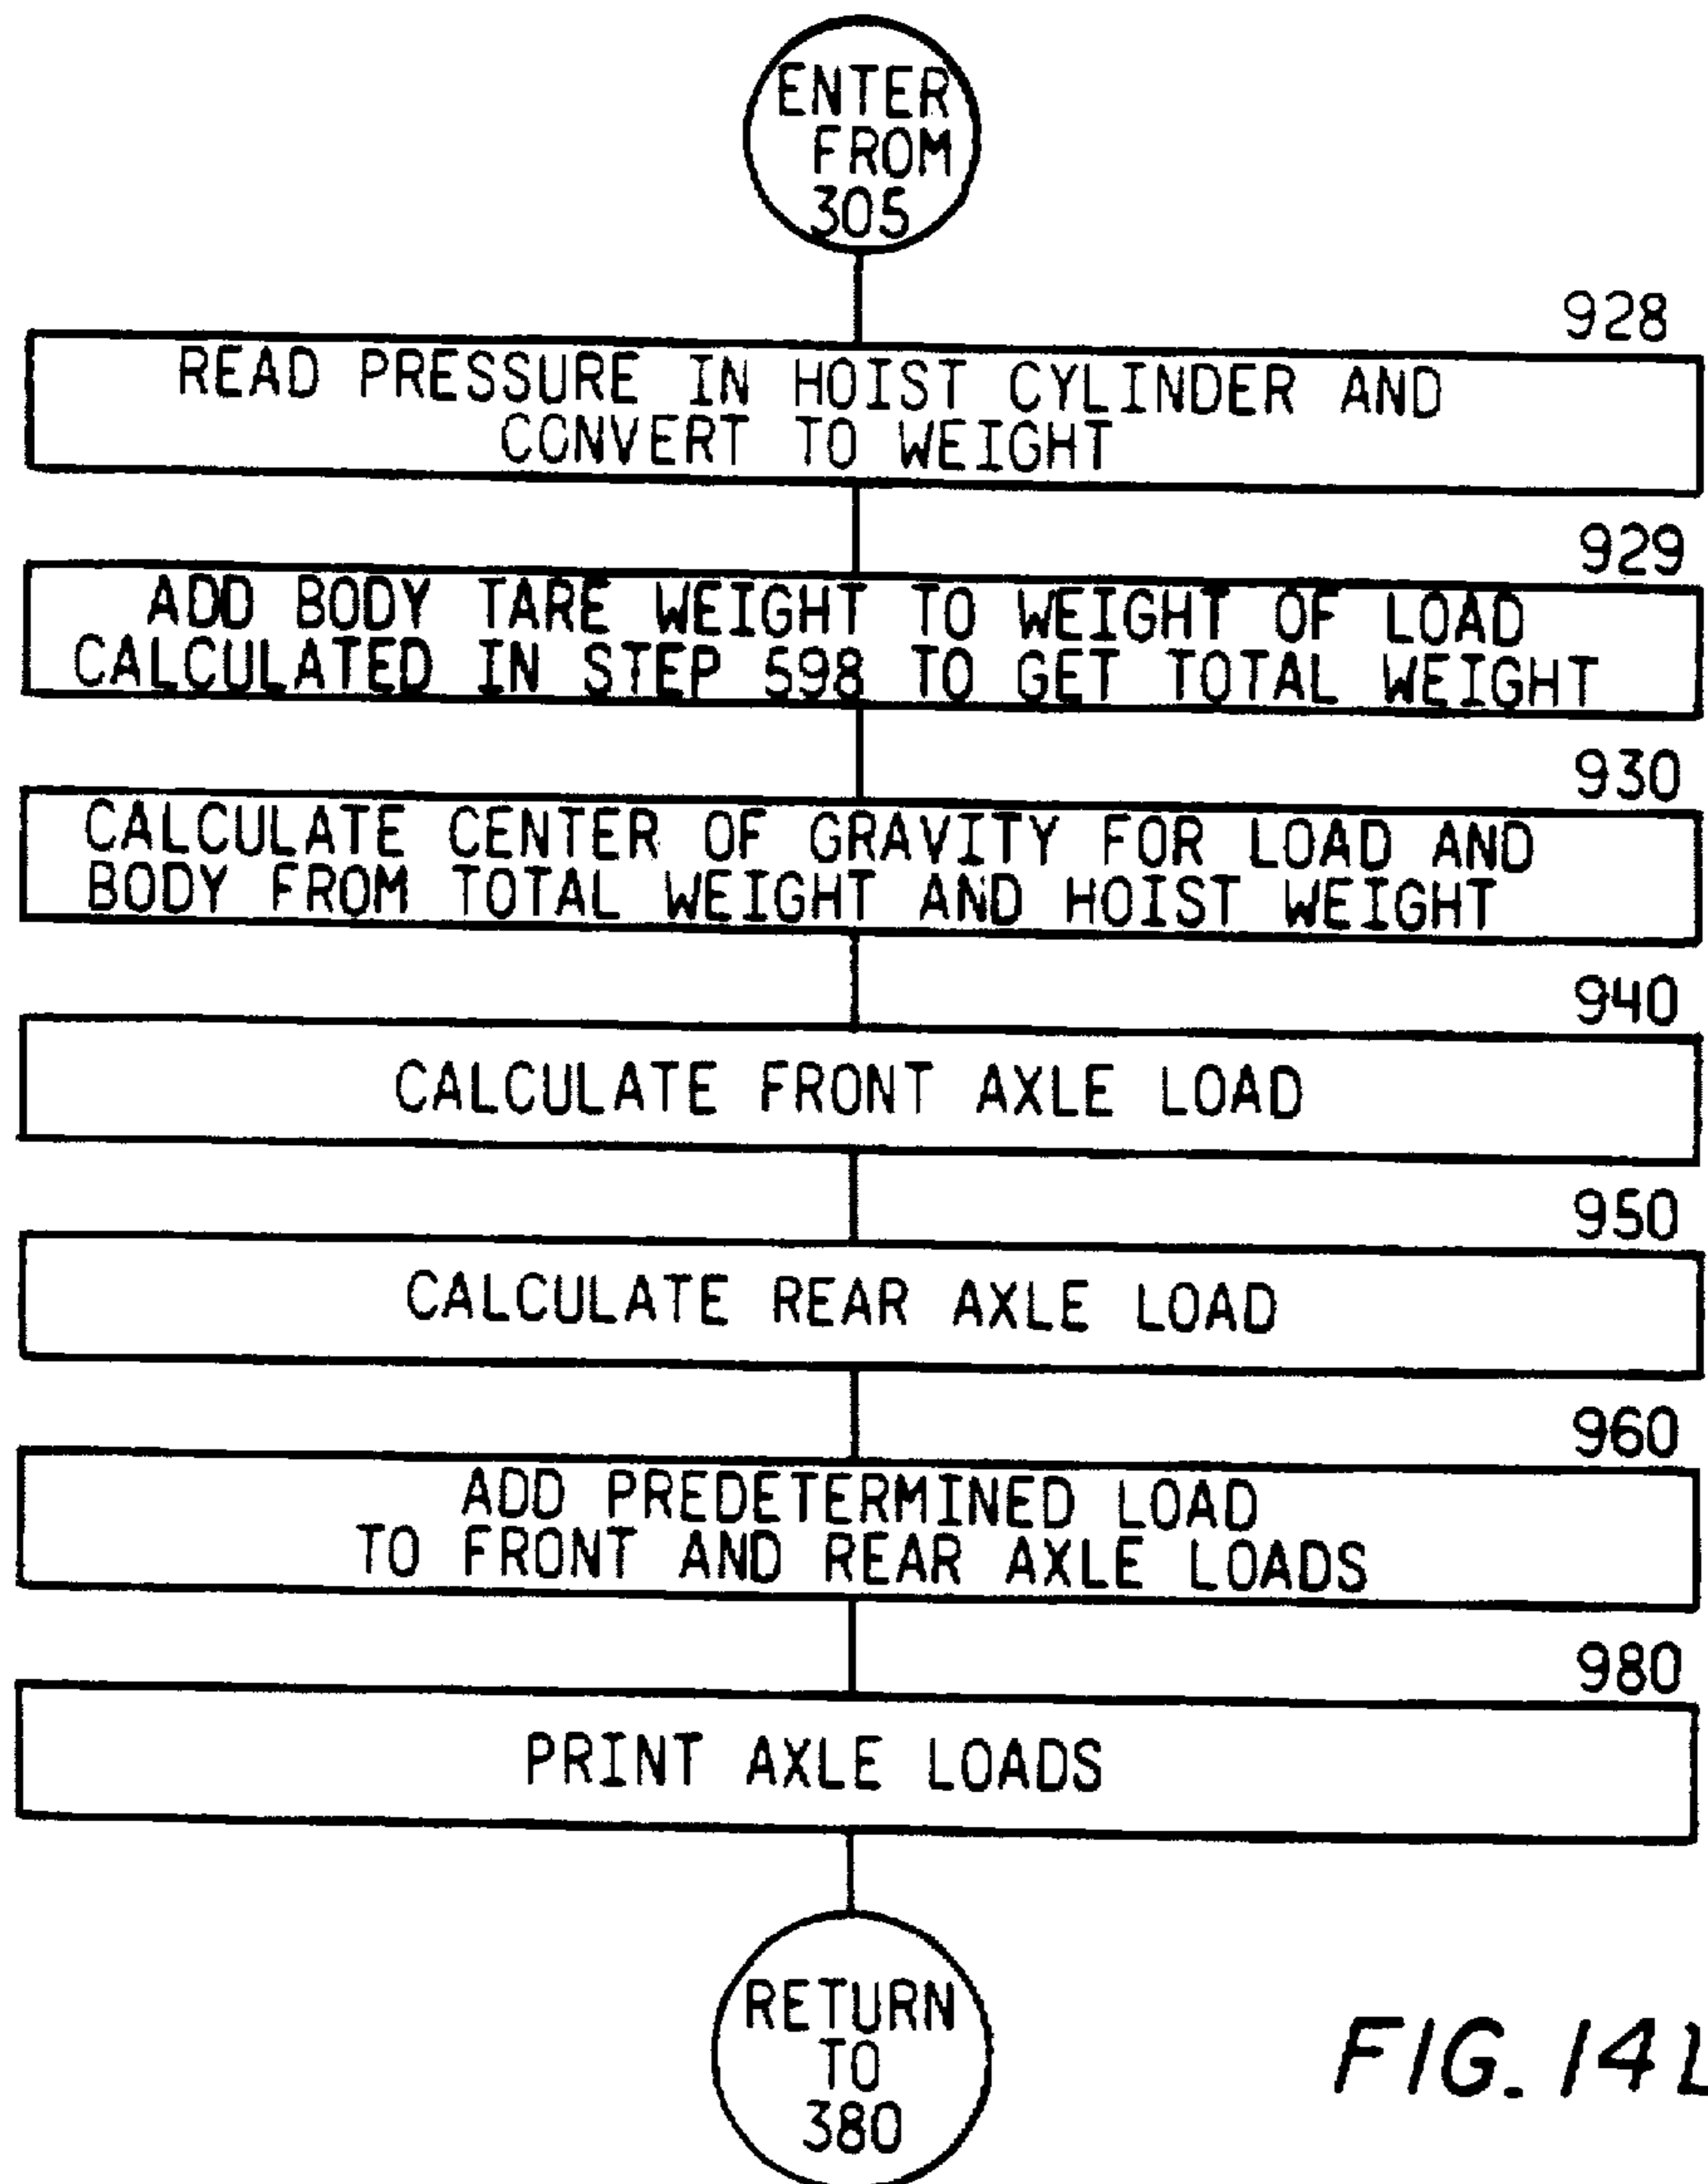 ENTER
FROM
305
928
READ PRESSURE IN HOIST CYLINDER AND
CONVERT TO WEIGHT
929
ADD BODY TARE WEIGHT TO WEIGHT OF LOAD
CALCULATED IN STEP 598 TO GET TOTAL WEIGHT
930
CALCULATE CENTER OF GRAVITY FOR LOAD AND
BODY FROM TOTAL WEIGHT AND HOIST WEIGHT
940
CALCULATE FRONT AXLE LOAD
950
CALCULATE REAR AXLE LOAD
960
ADD PREDETERMINED LOAD
TO FRONT AND REAR AXLE LOADS
980
PRINT AXLE LOADS
RETURN
TO
380
FIG.